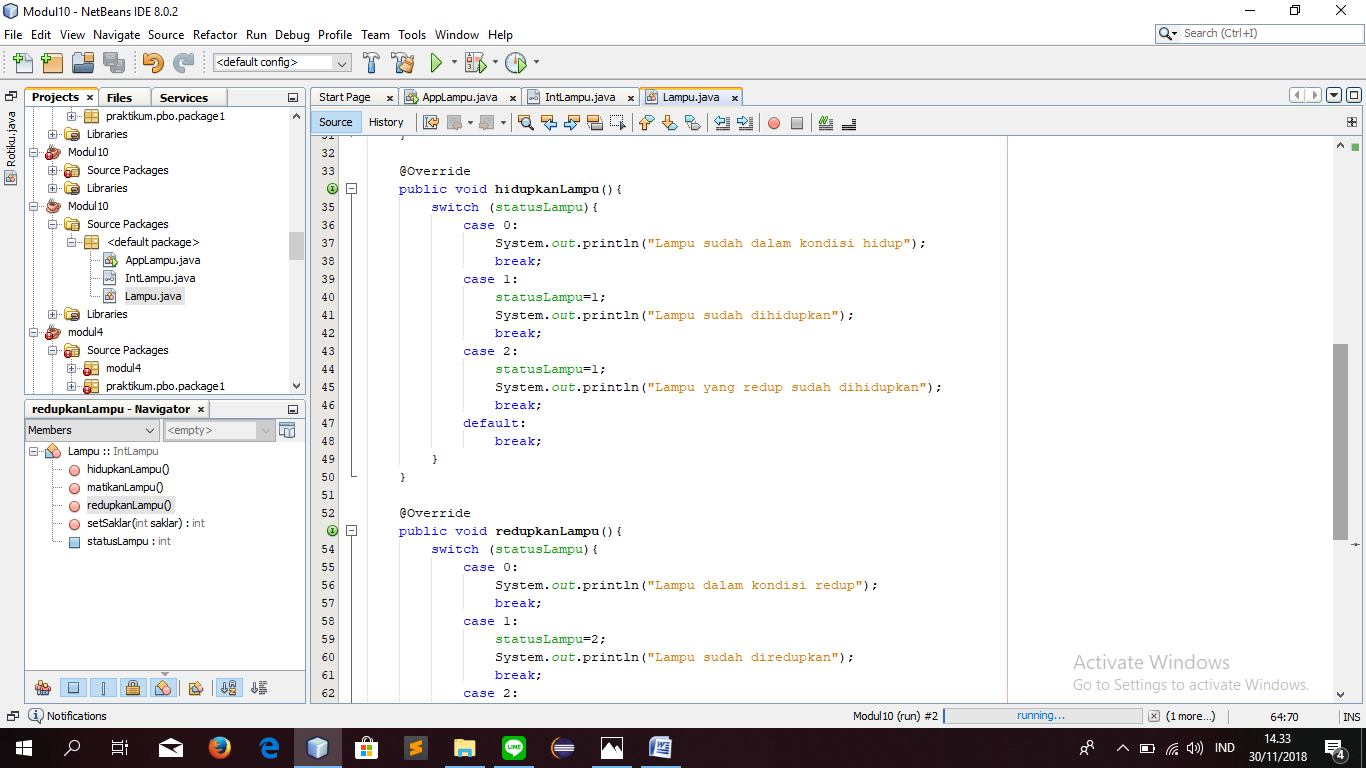 Modul10 - NetBeans IDE 8.0.2
File Edit View Navigate Source Refactor Run Debug Profile Team Tools Window Help
Search (Ctrl+I)
<default config>
Rotiku.java
Projects Files Services
praktikum.pbo.package1
Libraries
Modul10
Source Packages
Libraries
Modul10
Source Packages
<default package>
AppLampu.java
IntLampu.java
Lampu.java
Libraries
modul4
Source Packages
modul4
praktikum.pbo.package1
redupkanLampu - Navigator
Members <empty>
Lampu :: IntLampu
hidupkanLampu()
matikanLampu()
redupkanLampu()
setSaklar(int saklar) : int
statusLampu : int
Start Page AppLampu.java IntLampu.java Lampu.java
Source History
31 }
32
33 @Override
public void hidupkanLampu(){
35 switch (statusLampu){
36 case 0:
37 System.out.println("Lampu sudah dalam kondisi hidup");
38 break;
39 case 1:
40 statusLampu=1;
41 System.out.println("Lampu sudah dihidupkan");
42 break;
43 case 2:
44 statusLampu=1;
45 System.out.println("Lampu yang redup sudah dihidupkan");
46 break;
47 default:
48 break;
49 }
50 }
51
52 @Override
public void redupkanLampu(){
54 switch (statusLampu){
55 case 0:
56 System.out.println("Lampu dalam kondisi redup");
57 break;
58 case 1:
59 statusLampu=2;
60 System.out.println("Lampu sudah diredupkan");
61 break;
62 case 2:
Activate Windows
Go to Settings to activate Windows.
Notifications
Modul10 (run) #2 running... (1 more...) 64:70 INS
IND
14.33
30/11/2018
4